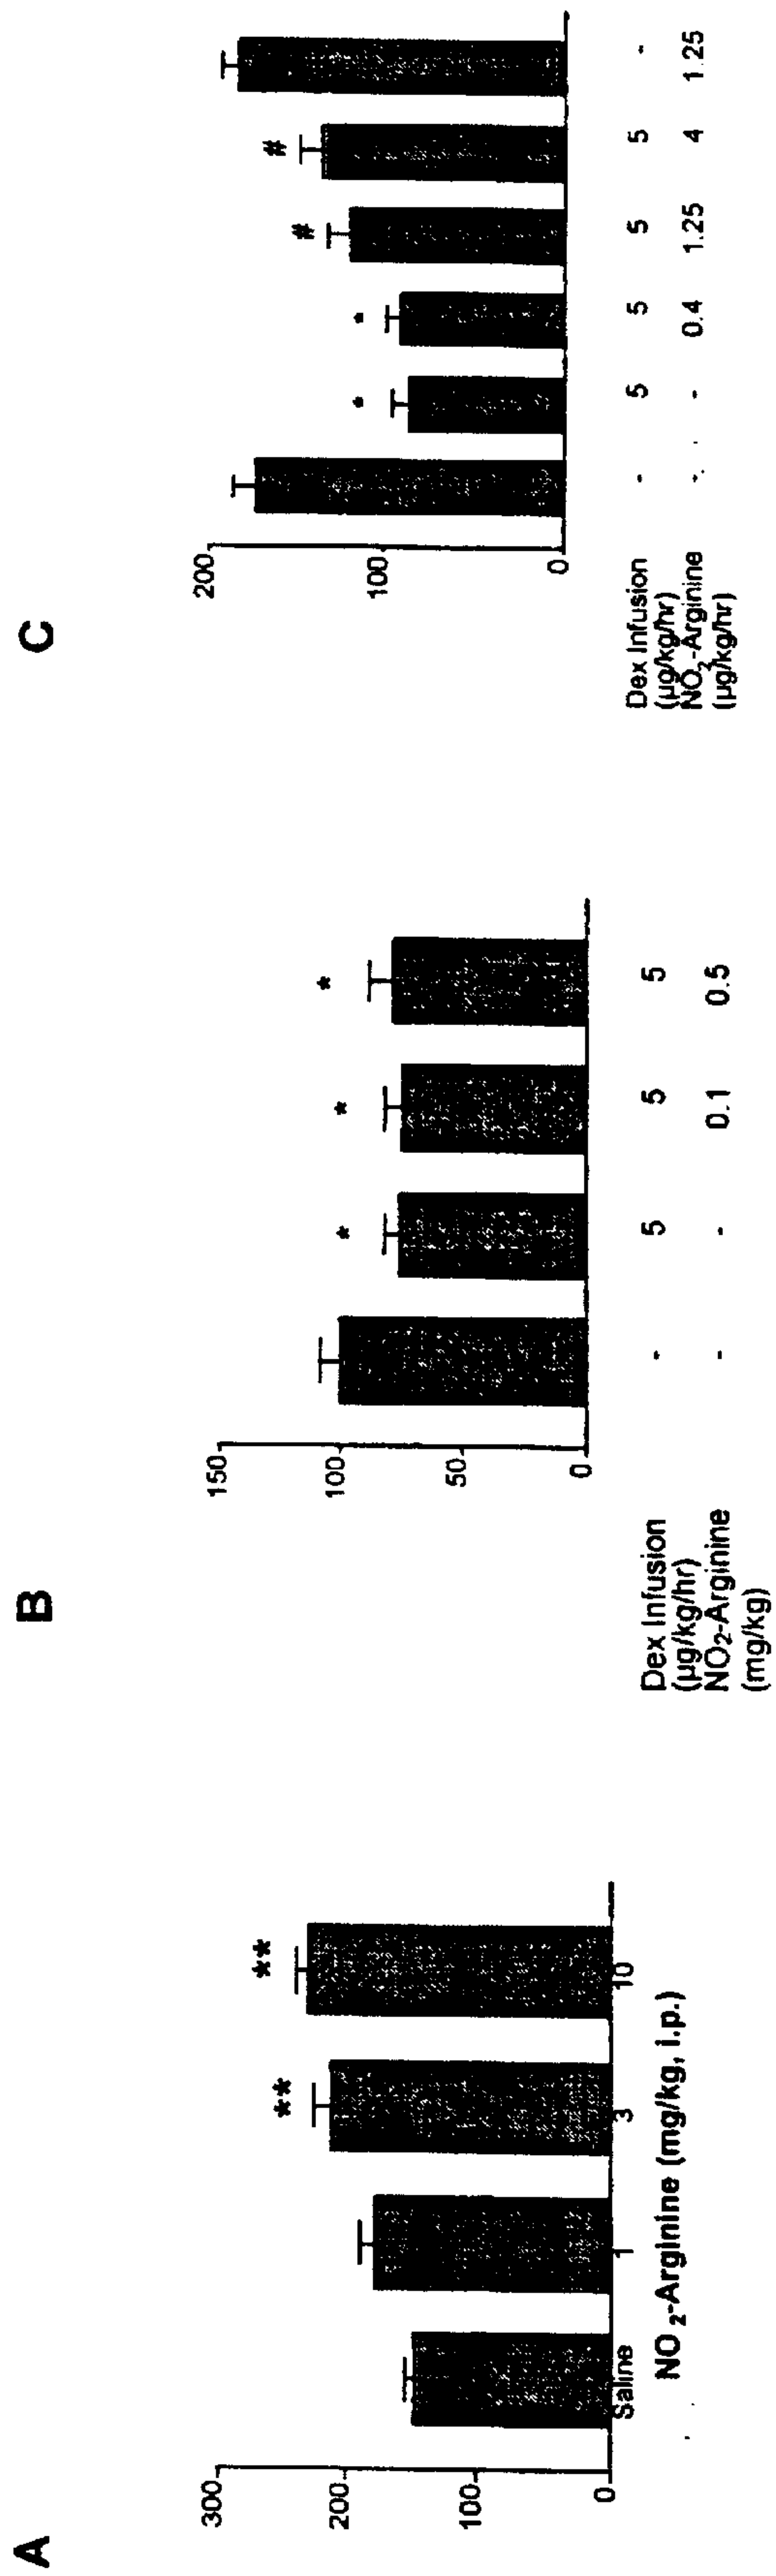 A
300
200
100
0
** **
Saline 1 3 10
NO2-Arginine (mg/kg, i.p.)
B
150
100
50
0
* * *
Dex Infusion - 5 5 5
(µg/kg/hr)
NO2-Arginine - - 0.1 0.5
(mg/kg)
C
200
100
0
* * # #
Dex Infusion - 5 5 5 5 -
(µg/kg/hr)
NO2-Arginine - - 0.4 1.25 4 1.25
(µg/kg/hr)